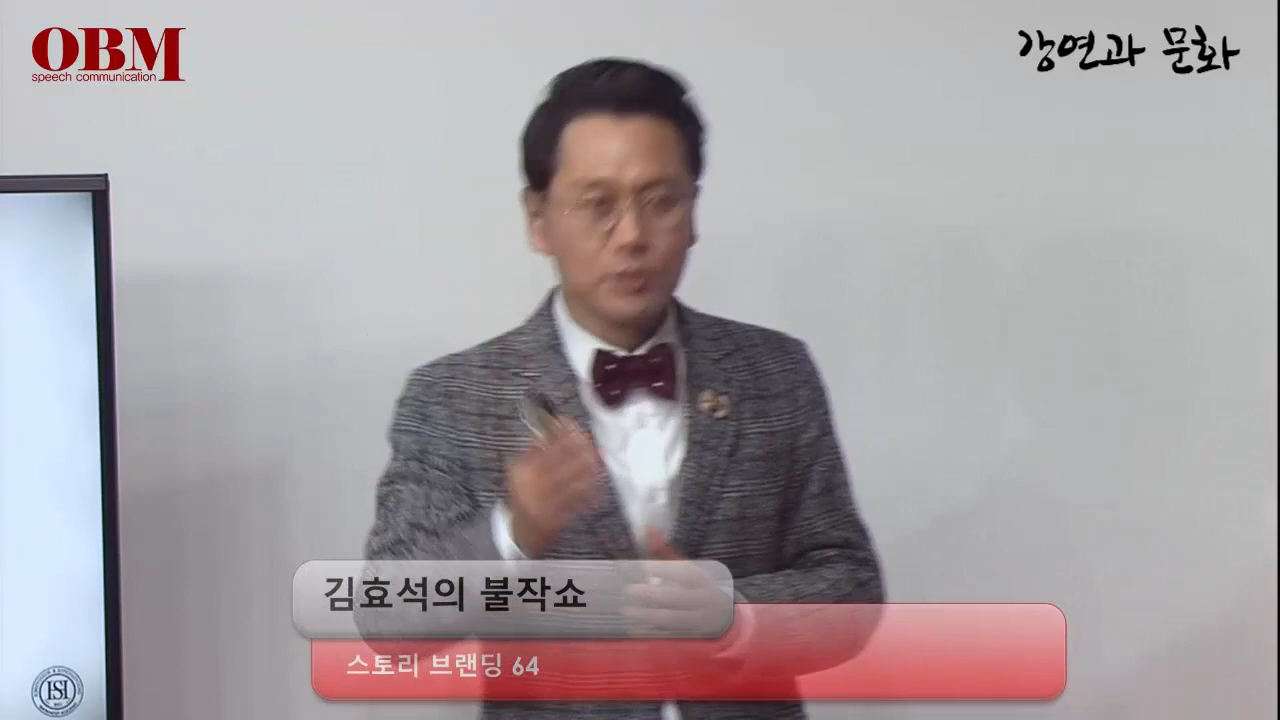 OBM
speech communication
강연과 문화
김효석의 불작쇼
스토리 브랜딩 64
ISI